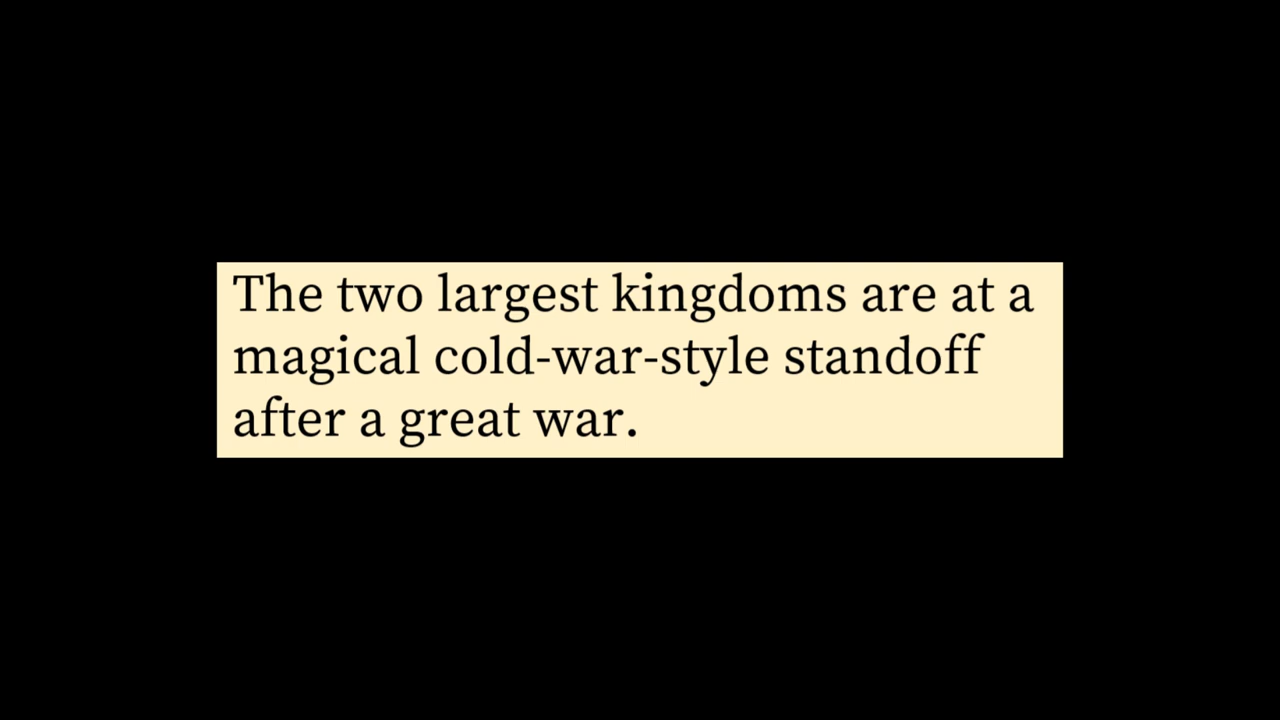 The two largest kingdoms are at a
magical cold-war-style standoff
after a great war.